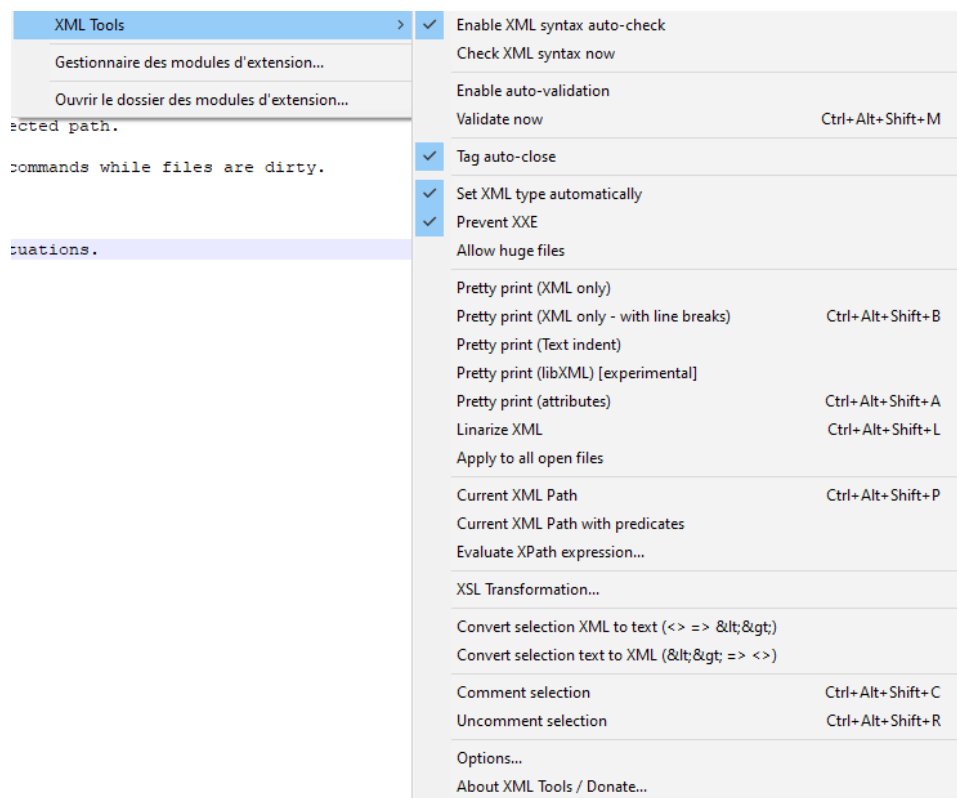 XML Tools >
Gestionnaire des modules d'extension...
Ouvrir le dossier des modules d'extension...
ected path.
commands while files are dirty.
tuations.
Enable XML syntax auto-check
Check XML syntax now
Enable auto-validation
Validate now Ctrl+Alt+Shift+M
Tag auto-close
Set XML type automatically
Prevent XXE
Allow huge files
Pretty print (XML only)
Pretty print (XML only - with line breaks) Ctrl+Alt+Shift+B
Pretty print (Text indent)
Pretty print (libXML) [experimental]
Pretty print (attributes) Ctrl+Alt+Shift+A
Linarize XML Ctrl+Alt+Shift+L
Apply to all open files
Current XML Path Ctrl+Alt+Shift+P
Current XML Path with predicates
Evaluate XPath expression...
XSL Transformation...
Convert selection XML to text (<> => &lt;&gt;)
Convert selection text to XML (&lt;&gt; => <>)
Comment selection Ctrl+Alt+Shift+C
Uncomment selection Ctrl+Alt+Shift+R
Options...
About XML Tools / Donate...